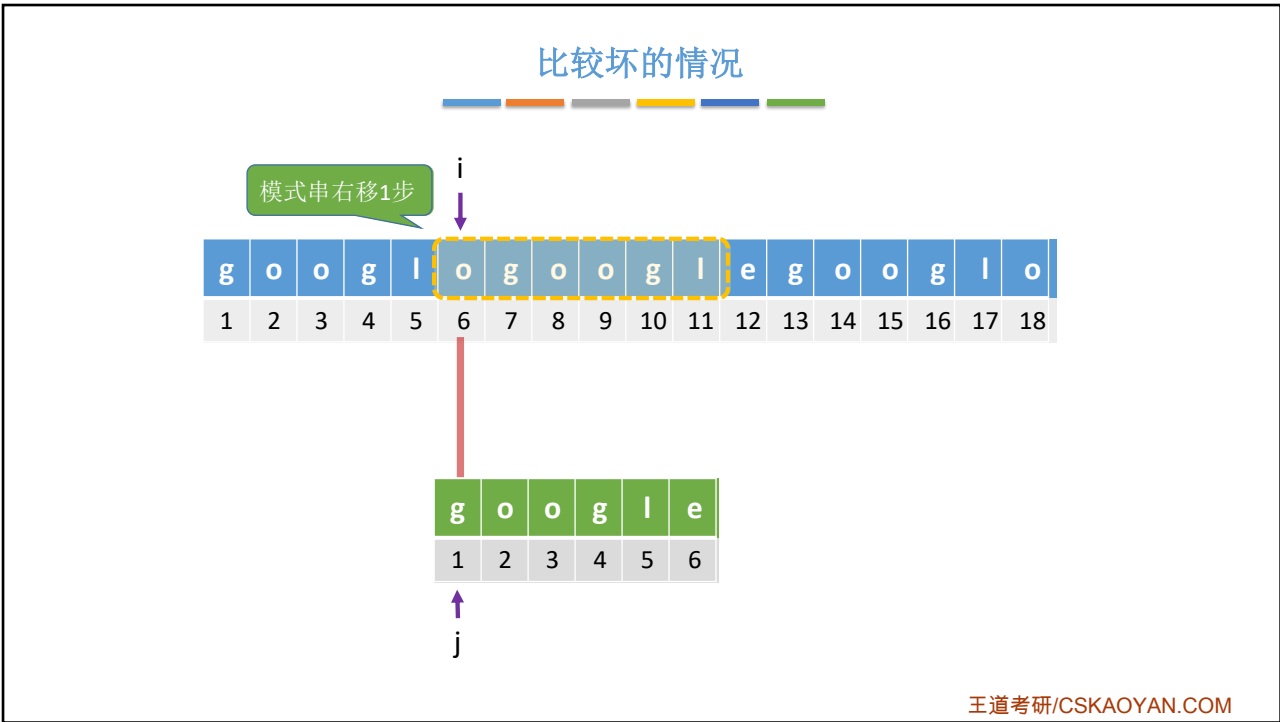 比较坏的情况
i
模式串右移1步
g o o g l o g o o g l e g o o g l o
1 2 3 4 5 6 7 8 9 10 11 12 13 14 15 16 17 18
g o o g l e
1 2 3 4 5 6
j
王道考研/CSKAOYAN.COM